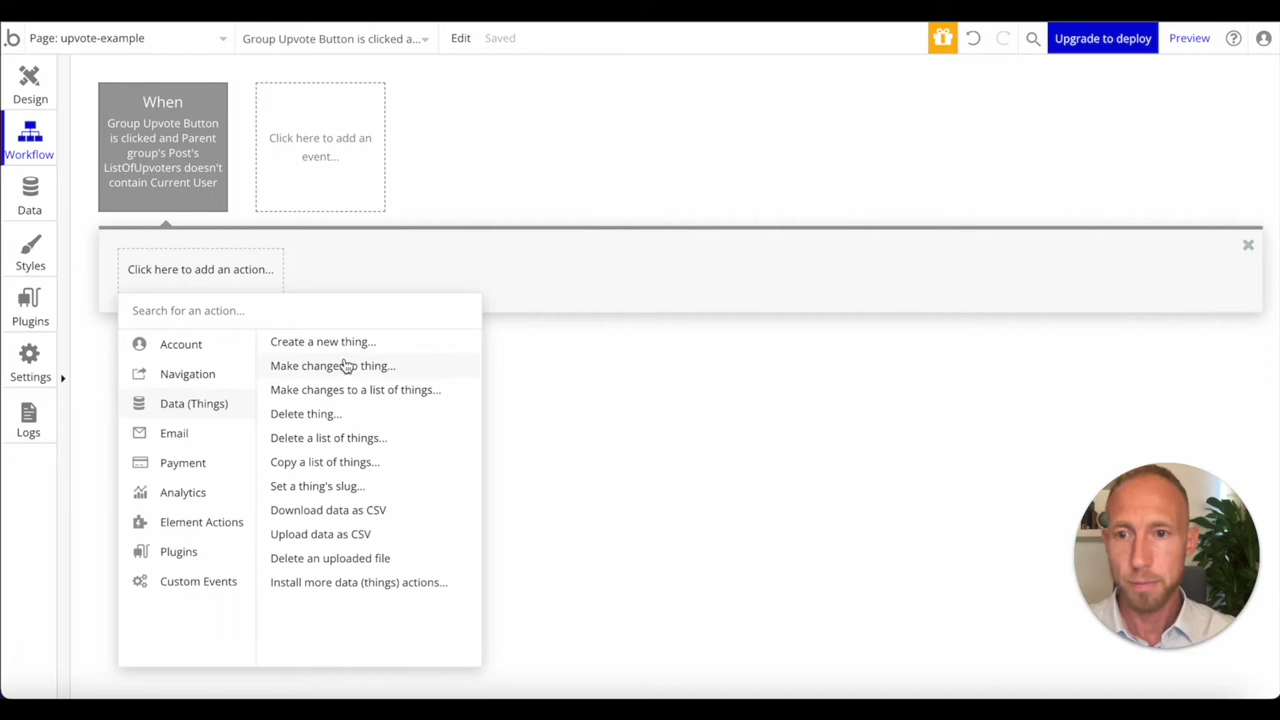 .b Page: upvote-example
Group Upvote Button is clicked a...
Edit
Saved
Upgrade to deploy
Preview
Design
Workflow
Data
Styles
Plugins
Settings
Logs
When
Group Upvote Button
is clicked and Parent
group's Post's
ListOfUpvoters doesn't
contain Current User
Click here to add an
event...
Click here to add an action...
Search for an action...
Account
Navigation
Data (Things)
Email
Payment
Analytics
Element Actions
Plugins
Custom Events
Create a new thing...
Make changes to thing...
Make changes to a list of things...
Delete thing...
Delete a list of things...
Copy a list of things...
Set a thing's slug...
Download data as CSV
Upload data as CSV
Delete an uploaded file
Install more data (things) actions...